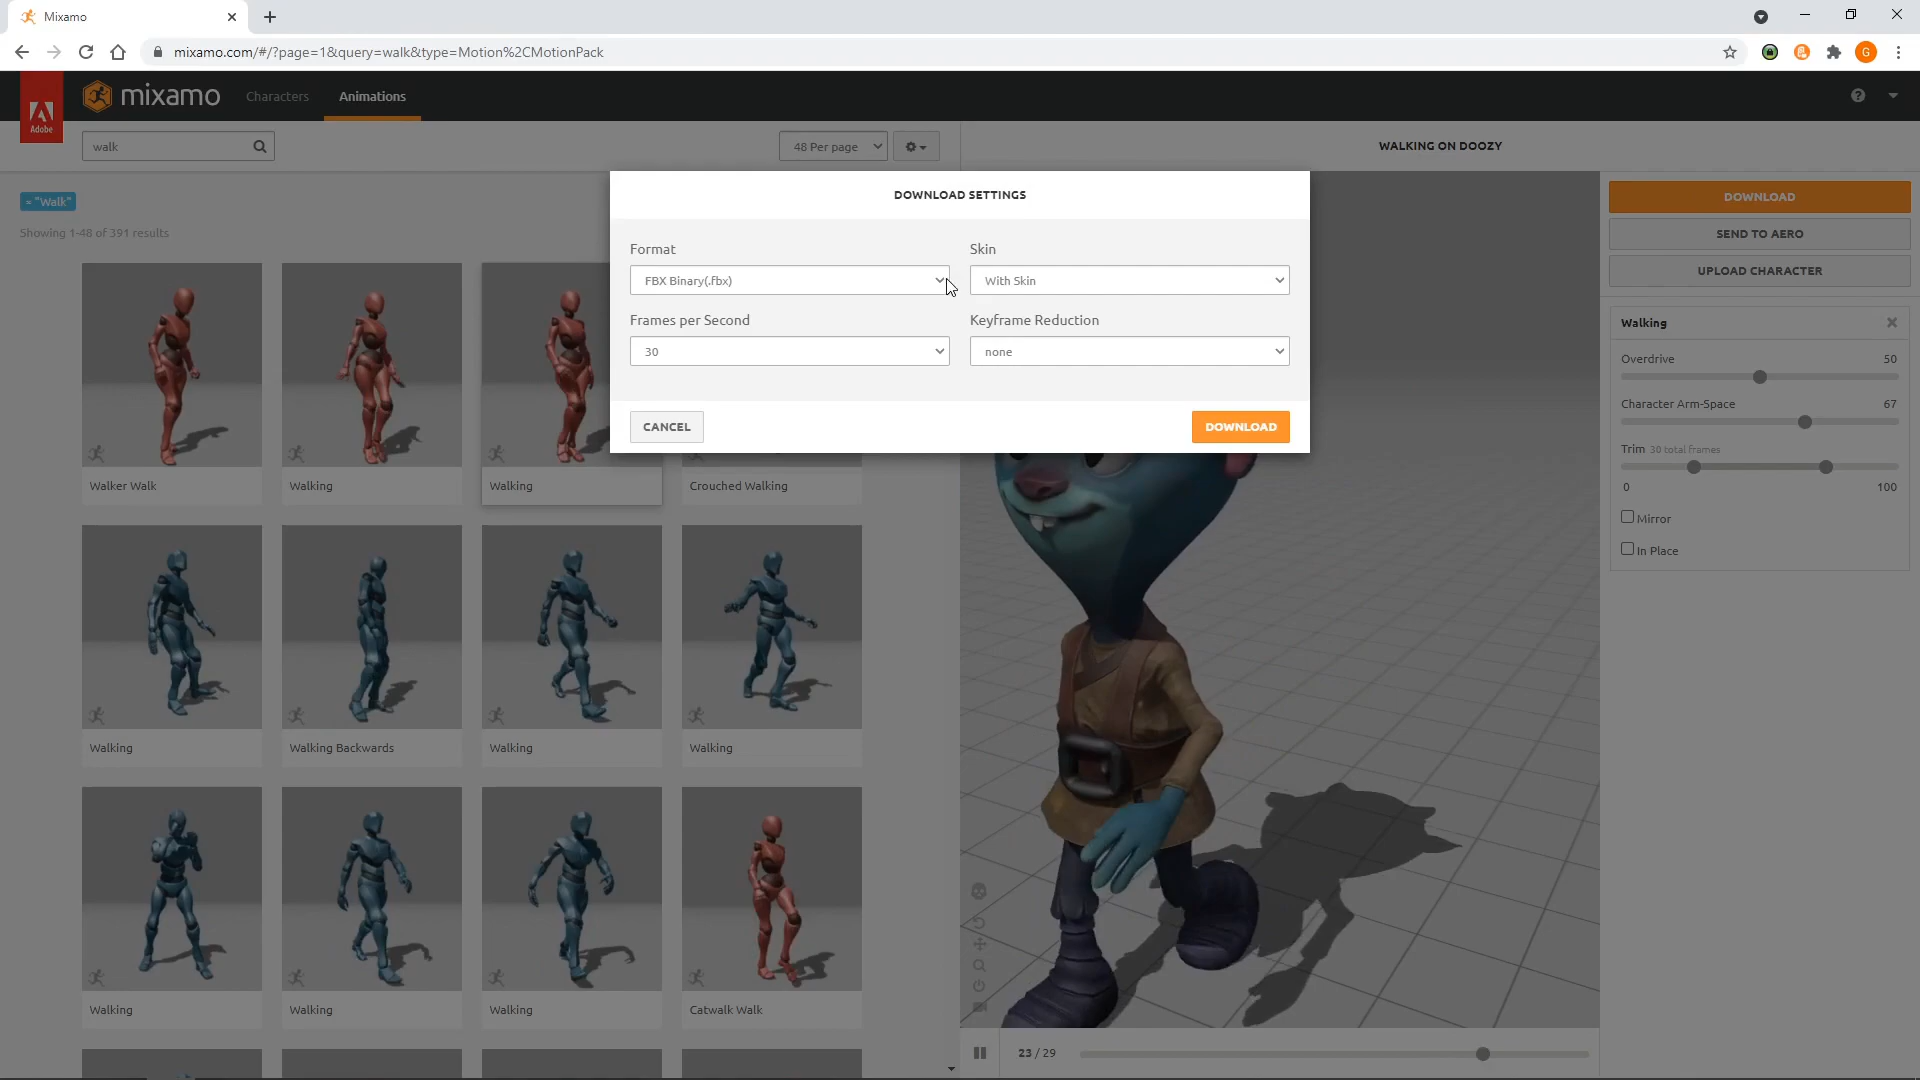 Mixamo
mixamo.com/#/?page=1&query=walk&type=Motion%2CMotionPack
G
Adobe
mixamo
Characters
Animations
walk
48 Per page
WALKING ON DOOZY
"Walk"
Showing 1-48 of 391 results
DOWNLOAD SETTINGS
Format
FBX Binary(.fbx)
Skin
With Skin
Frames per Second
30
Keyframe Reduction
none
CANCEL
DOWNLOAD
DOWNLOAD
SEND TO AERO
UPLOAD CHARACTER
Walking
Overdrive 50
Character Arm-Space 67
Trim 30 total frames
0 100
Mirror
In Place
Walker Walk
Walking
Walking
Crouched Walking
Walking
Walking Backwards
Walking
Walking
Walking
Walking
Walking
Catwalk Walk
23 / 29